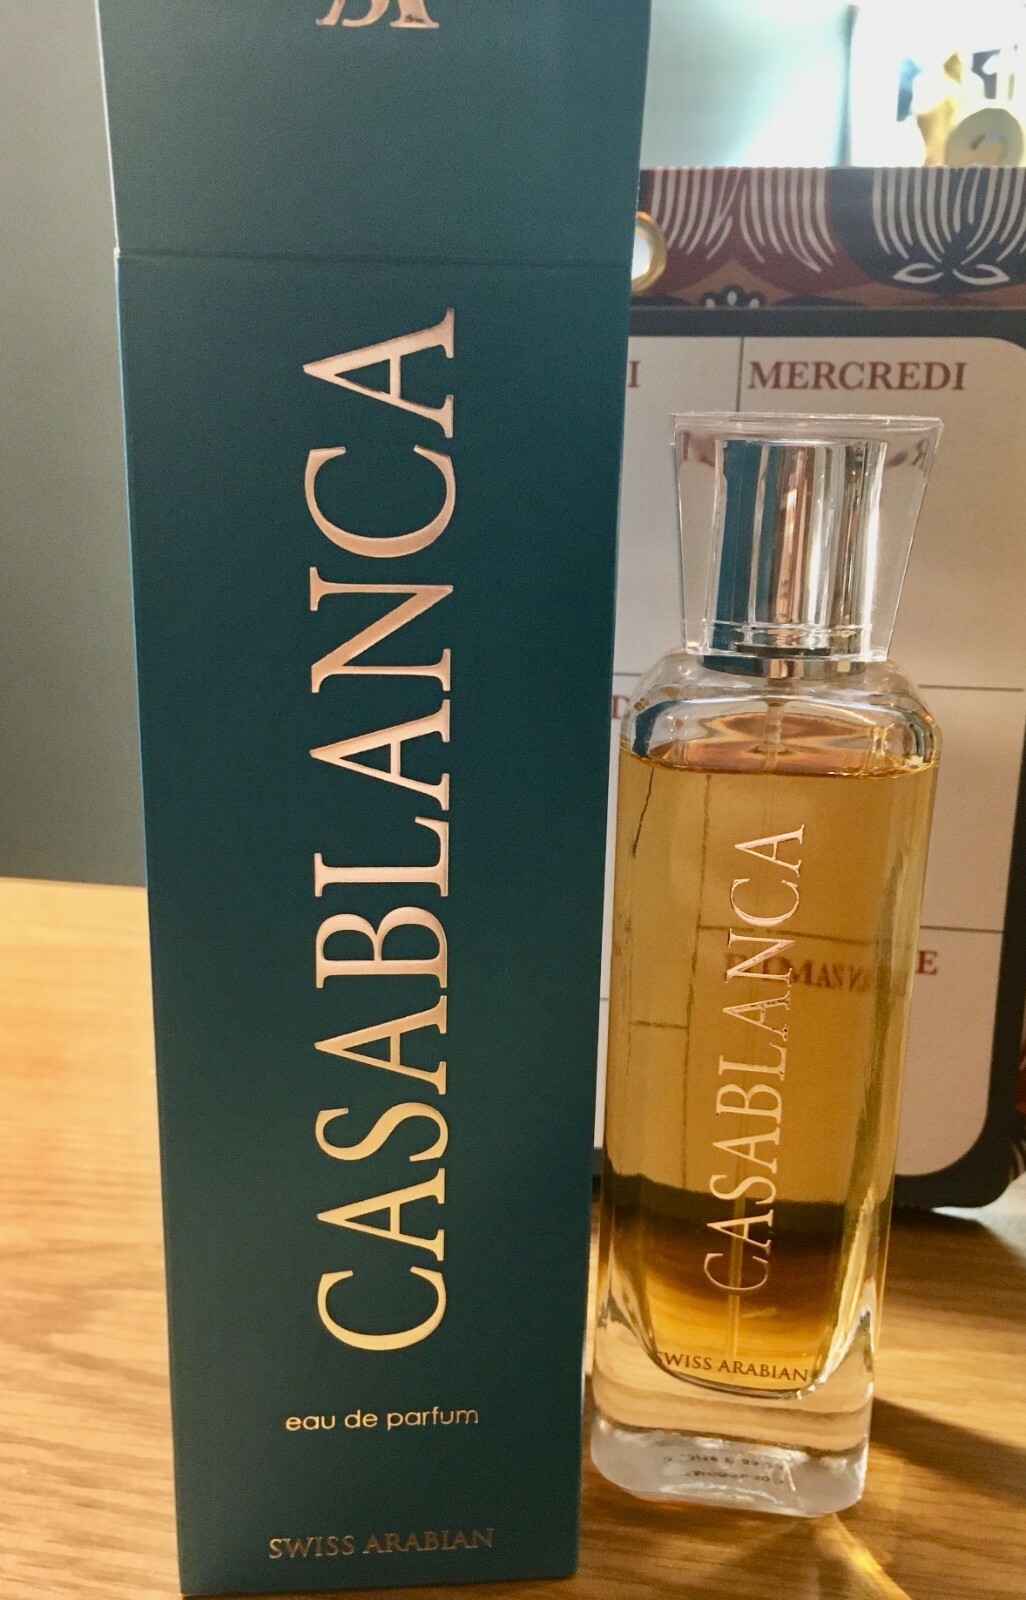 CASABLANCA
eau de parfum
SWISS ARABIAN
MERCREDI
CASABLANCA
SWISS ARABIAN